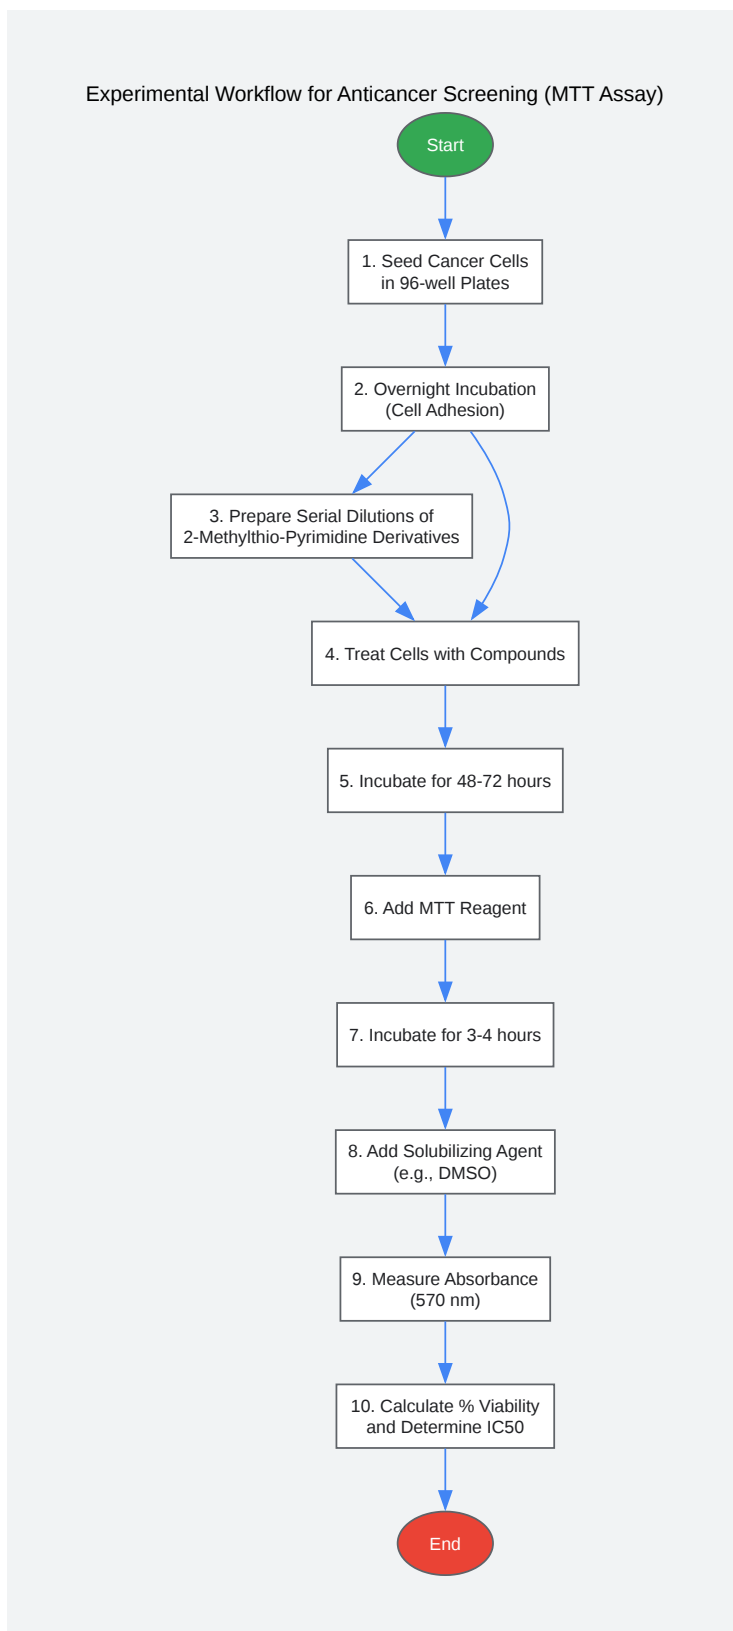 Experimental Workflow for Anticancer Screening (MTT Assay)
Start
1. Seed Cancer Cells
in 96-well Plates
2. Overnight Incubation
(Cell Adhesion)
3. Prepare Serial Dilutions of
2-Methylthio-Pyrimidine Derivatives
4. Treat Cells with Compounds
5. Incubate for 48-72 hours
6. Add MTT Reagent
7. Incubate for 3-4 hours
8. Add Solubilizing Agent
(e.g., DMSO)
9. Measure Absorbance
(570 nm)
10. Calculate % Viability
and Determine IC50
End